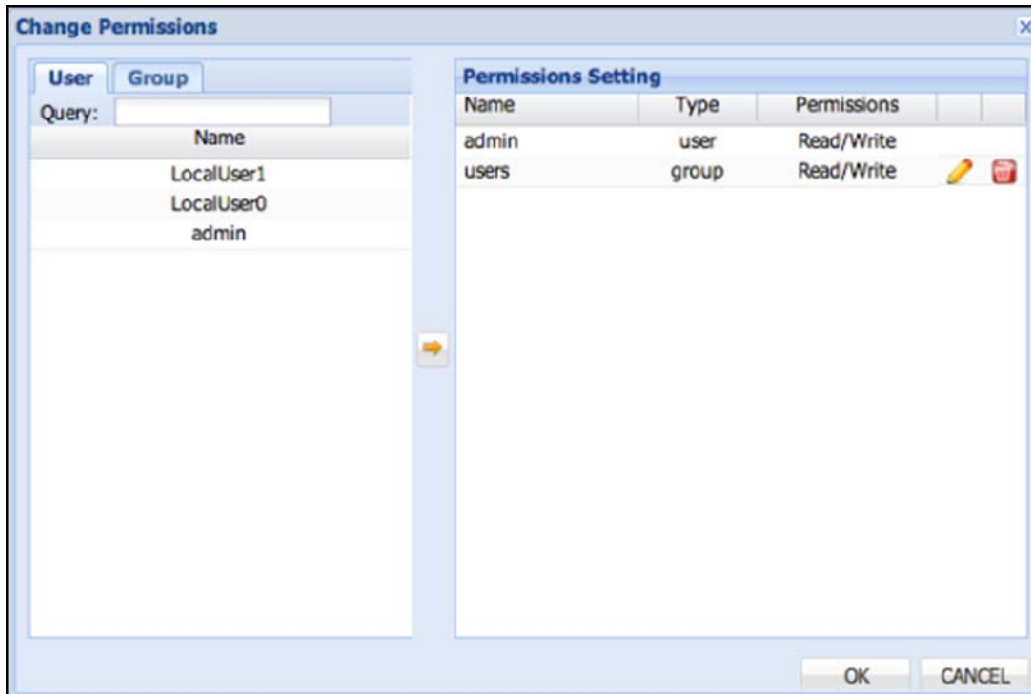 Change Permissions
User Group
Query:
Name
LocalUser1
LocalUser0
admin
Permissions Setting
Name Type Permissions
admin user Read/Write
users group Read/Write
OK CANCEL